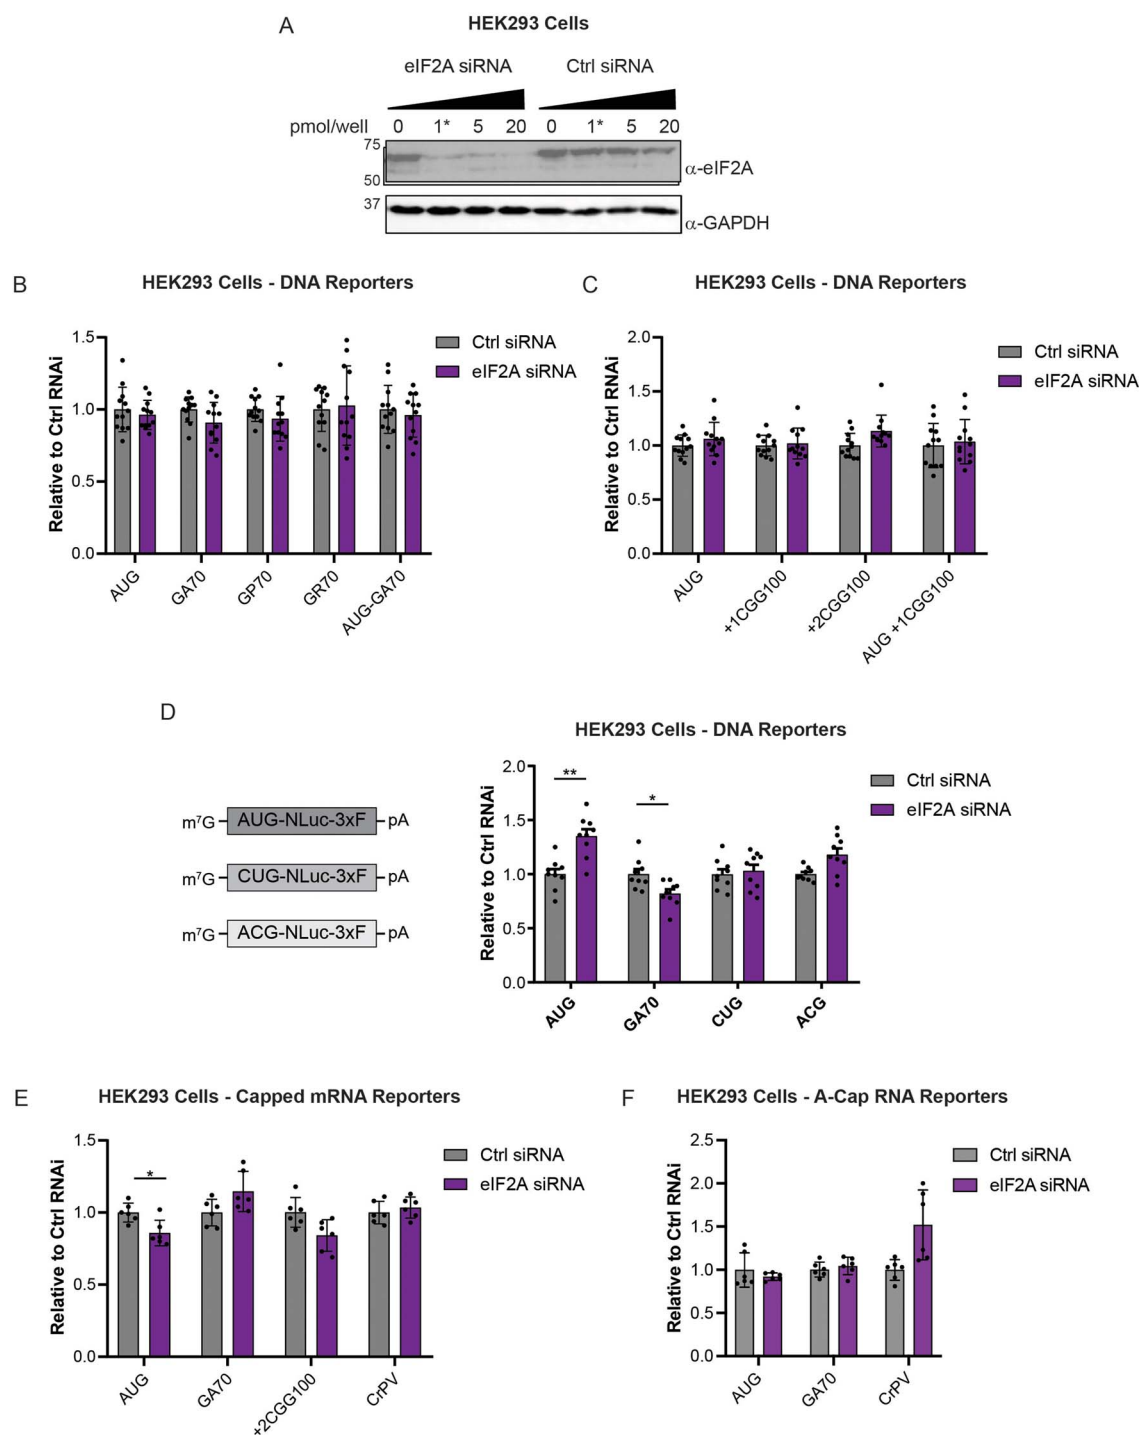 A
HEK293 Cells
eIF2A siRNA Ctrl siRNA
pmol/well 0 1* 5 20 0 1* 5 20
75
50
α-eIF2A
37
α-GAPDH
B
HEK293 Cells - DNA Reporters
Relative to Ctrl RNAi
1.5
1.0
0.5
0.0
AUG
GA70
GP70
GR70
AUG-GA70
Ctrl siRNA
eIF2A siRNA
C
HEK293 Cells - DNA Reporters
Relative to Ctrl RNAi
2.0
1.5
1.0
0.5
0.0
AUG
+1CGG100
+2CGG100
AUG +1CGG100
Ctrl siRNA
eIF2A siRNA
D
m⁷G AUG-NLuc-3xF pA
m⁷G CUG-NLuc-3xF pA
m⁷G ACG-NLuc-3xF pA
HEK293 Cells - DNA Reporters
Relative to Ctrl RNAi
2.0
1.5
1.0
0.5
0.0
**
*
AUG
GA70
CUG
ACG
Ctrl siRNA
eIF2A siRNA
E
HEK293 Cells - Capped mRNA Reporters
Relative to Ctrl RNAi
1.5
1.0
0.5
0.0
*
AUG
GA70
+2CGG100
CrPV
Ctrl siRNA
eIF2A siRNA
F
HEK293 Cells - A-Cap RNA Reporters
Relative to Ctrl RNAi
2.5
2.0
1.5
1.0
0.5
0.0
AUG
GA70
CrPV
Ctrl siRNA
eIF2A siRNA